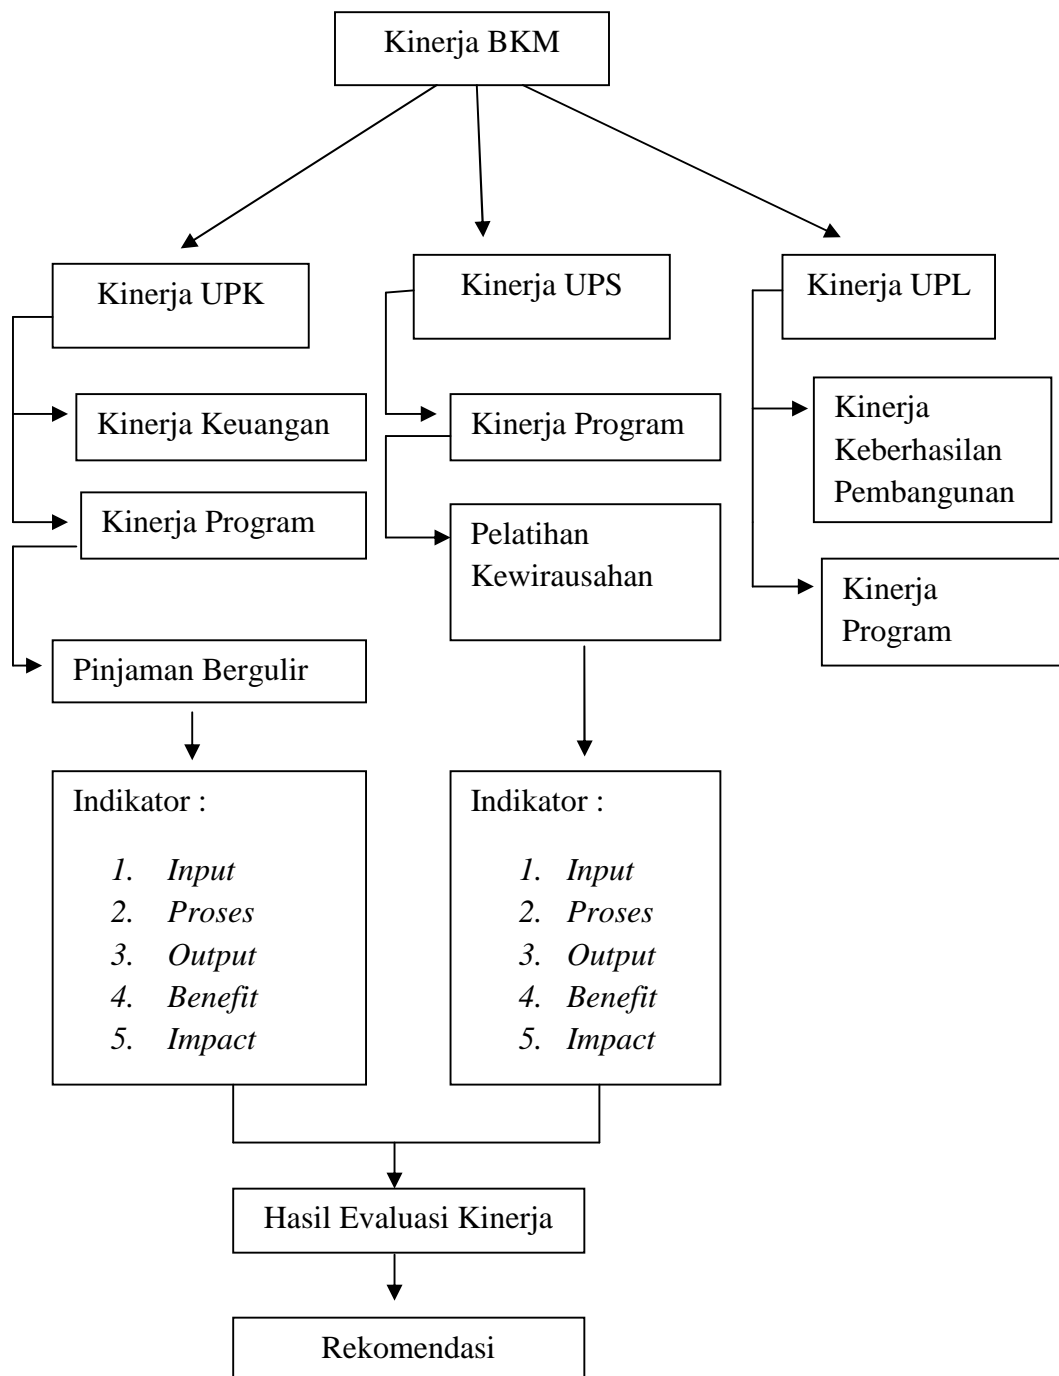 Kinerja BKM
Kinerja UPK
Kinerja UPS
Kinerja UPL
Kinerja Keuangan
Kinerja Program
Kinerja
Keberhasilan
Pembangunan
Kinerja Program
Pelatihan
Kewirausahan
Kinerja
Program
Pinjaman Bergulir
Indikator :
1. Input
2. Proses
3. Output
4. Benefit
5. Impact
Indikator :
1. Input
2. Proses
3. Output
4. Benefit
5. Impact
Hasil Evaluasi Kinerja
Rekomendasi